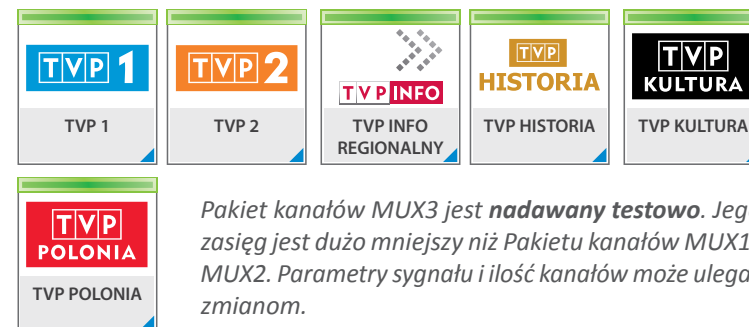 TVP 1
TVP 2
TVP INFO
TVP
HISTORIA
TVP
KULTURA
TVP 1
TVP 2
TVP INFO
REGIONALNY
TVP HISTORIA
TVP KULTURA
TVP
POLONIA
TVP POLONIA
Pakiet kanałów MUX3 jest nadawany testowo. Jeg
zasięg jest dużo mniejszy niż Pakietu kanałów MUX1
MUX2. Parametry sygnału i ilość kanałów może ulega
zmianom.